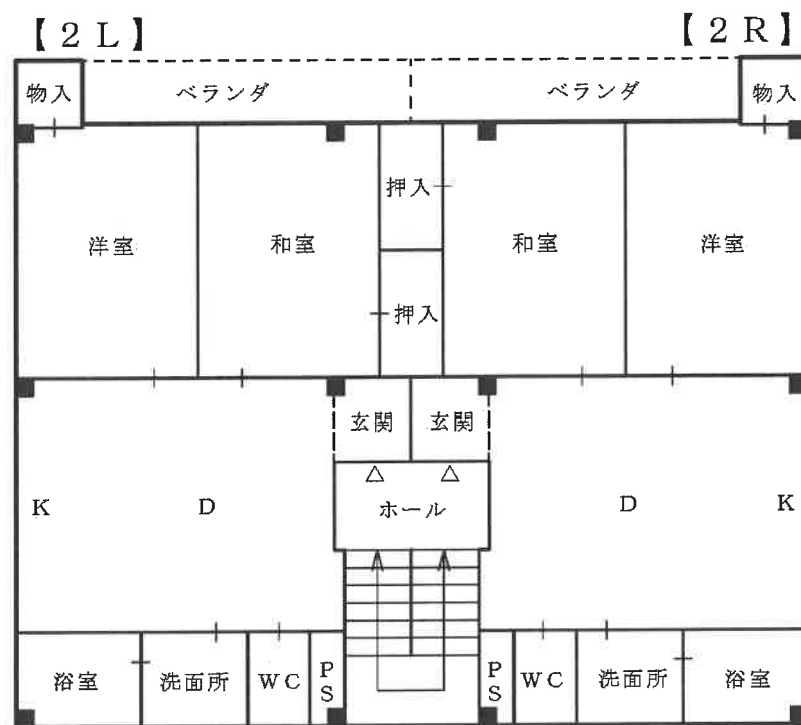 【2L】 【2R】
物入 ベランダ ベランダ 物入
押入
洋室 和室 和室 洋室
押入
玄関 玄関
K D ホール D K
浴室 洗面所 WC PS PS WC 洗面所 浴室